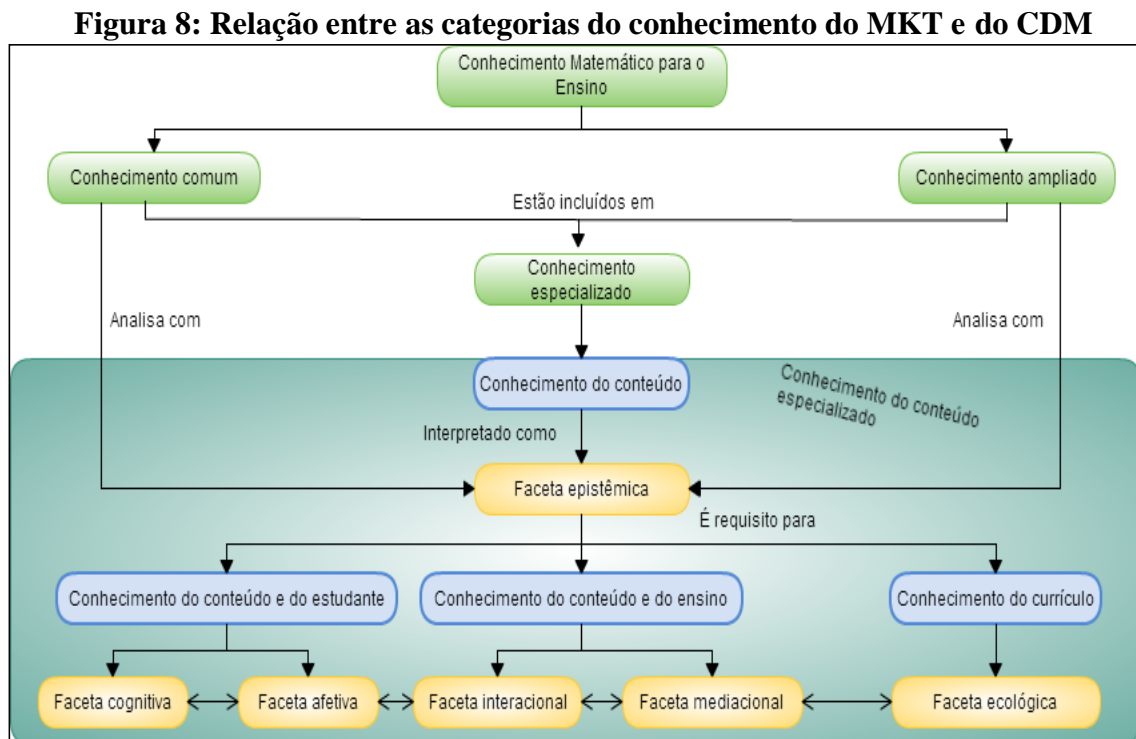 Figura 8: Relação entre as categorias do conhecimento do MKT e do CDM
Conhecimento Matemático para o
Ensino
Conhecimento comum
Conhecimento ampliado
Estão incluídos em
Conhecimento
especializado
Analisa com
Analisa com
Conhecimento do conteúdo
Conhecimento do conteúdo
especializado
Interpretado como
Faceta epistêmica
É requisito para
Conhecimento do conteúdo e do estudante
Conhecimento do conteúdo e do ensino
Conhecimento do currículo
Faceta cognitiva
Faceta afetiva
Faceta interacional
Faceta mediacional
Faceta ecológica